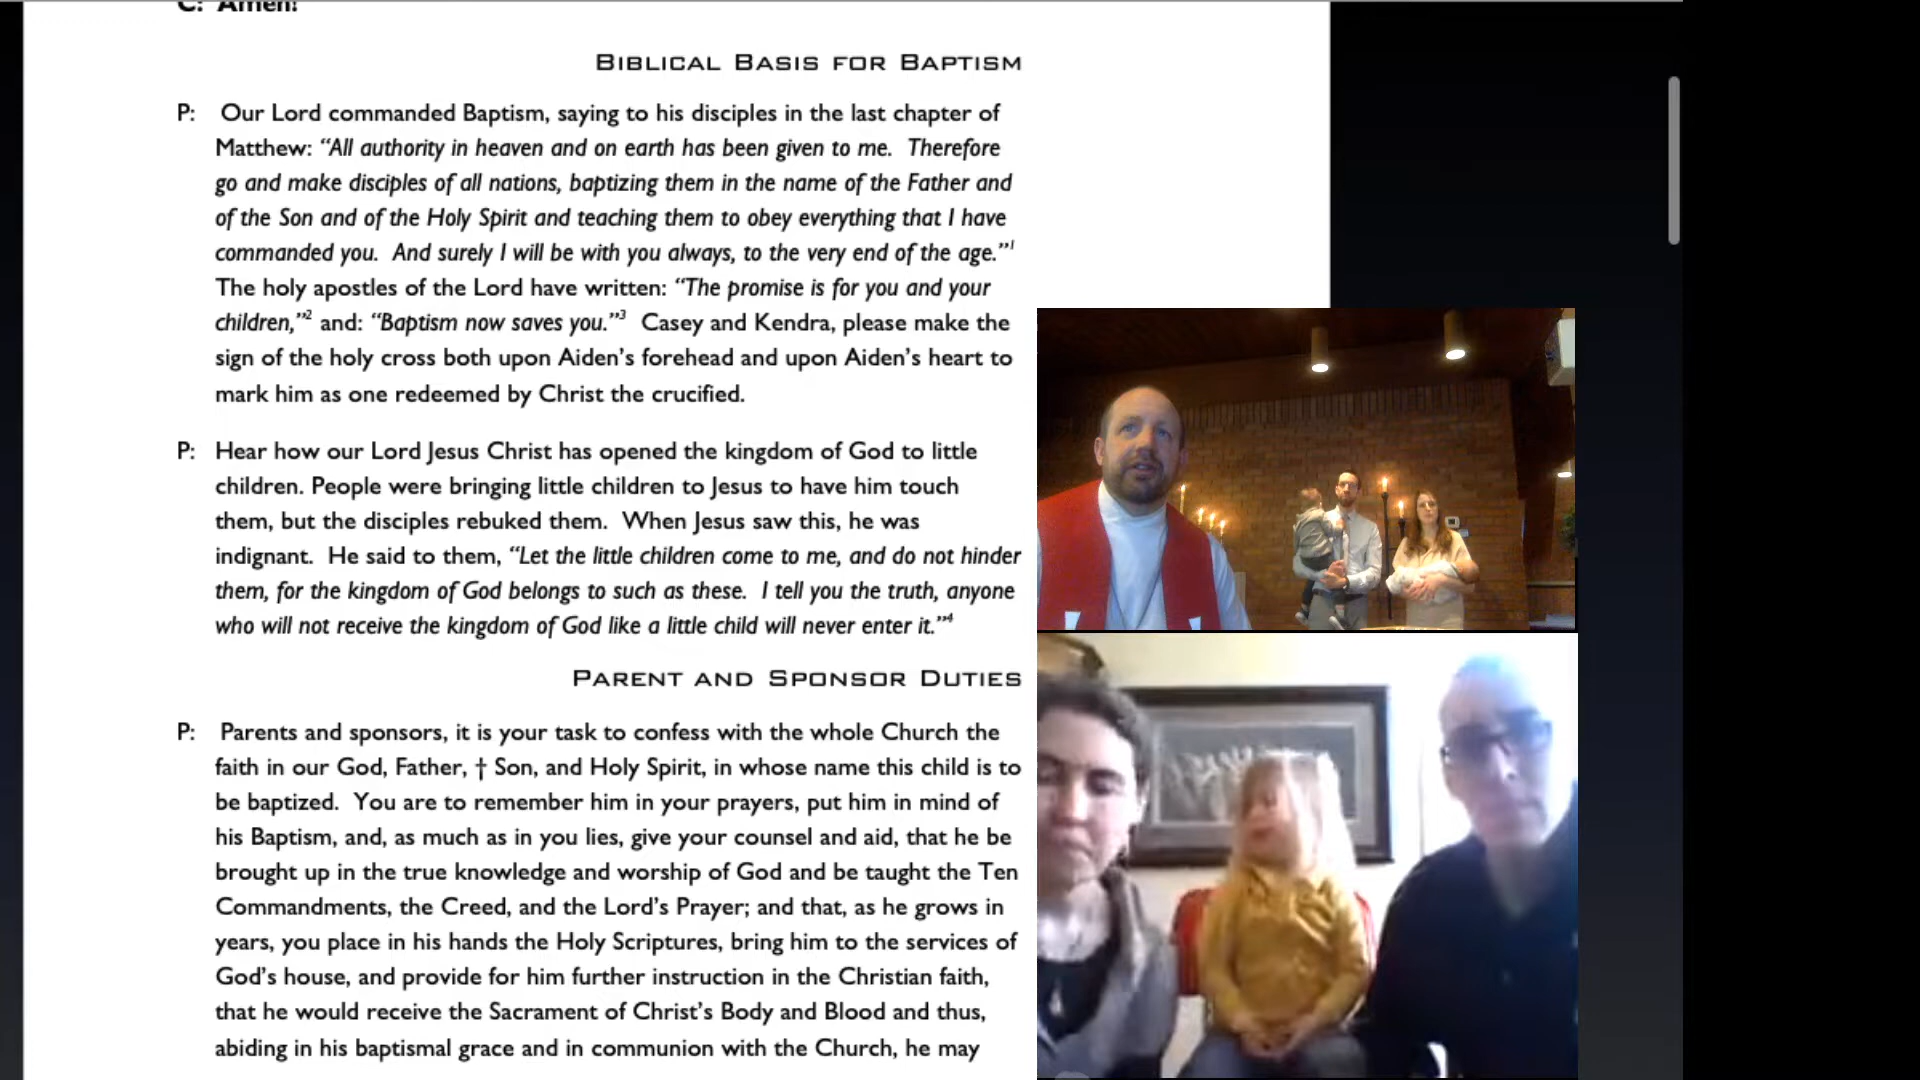 C: Amen!
BIBLICAL BASIS FOR BAPTISM
P: Our Lord commanded Baptism, saying to his disciples in the last chapter of
Matthew: “All authority in heaven and on earth has been given to me. Therefore
go and make disciples of all nations, baptizing them in the name of the Father and
of the Son and of the Holy Spirit and teaching them to obey everything that I have
commanded you. And surely I will be with you always, to the very end of the age.”¹
The holy apostles of the Lord have written: “The promise is for you and your
children,”² and: “Baptism now saves you.”³ Casey and Kendra, please make the
sign of the holy cross both upon Aiden’s forehead and upon Aiden’s heart to
mark him as one redeemed by Christ the crucified.
P: Hear how our Lord Jesus Christ has opened the kingdom of God to little
children. People were bringing little children to Jesus to have him touch
them, but the disciples rebuked them. When Jesus saw this, he was
indignant. He said to them, “Let the little children come to me, and do not hinder
them, for the kingdom of God belongs to such as these. I tell you the truth, anyone
who will not receive the kingdom of God like a little child will never enter it.”⁴
PARENT AND SPONSOR DUTIES
P: Parents and sponsors, it is your task to confess with the whole Church the
faith in our God, Father, † Son, and Holy Spirit, in whose name this child is to
be baptized. You are to remember him in your prayers, put him in mind of
his Baptism, and, as much as in you lies, give your counsel and aid, that he be
brought up in the true knowledge and worship of God and be taught the Ten
Commandments, the Creed, and the Lord’s Prayer; and that, as he grows in
years, you place in his hands the Holy Scriptures, bring him to the services of
God’s house, and provide for him further instruction in the Christian faith,
that he would receive the Sacrament of Christ’s Body and Blood and thus,
abiding in his baptismal grace and in communion with the Church, he may